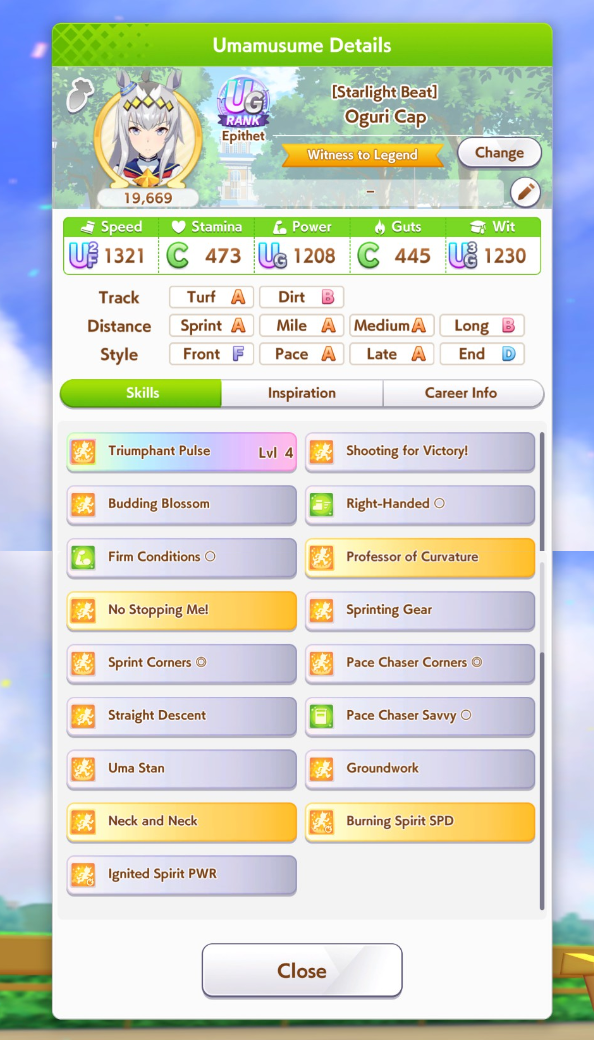 Umamusume Details
UG
RANK
Epithet
[Starlight Beat]
Oguri Cap
Witness to Legend
Change
19,669
–
Speed Stamina Power Guts Wit
UF2 1321 C 473 UG 1208 C 445 UG3 1230
Track Turf A Dirt B
Distance Sprint A Mile A Medium A Long B
Style Front F Pace A Late A End D
Skills Inspiration Career Info
Triumphant Pulse Lvl 4 Shooting for Victory!
Budding Blossom Right-Handed ○
Firm Conditions ○ Professor of Curvature
No Stopping Me! Sprinting Gear
Sprint Corners ◎ Pace Chaser Corners ◎
Straight Descent Pace Chaser Savvy ○
Uma Stan Groundwork
Neck and Neck Burning Spirit SPD
Ignited Spirit PWR
Close